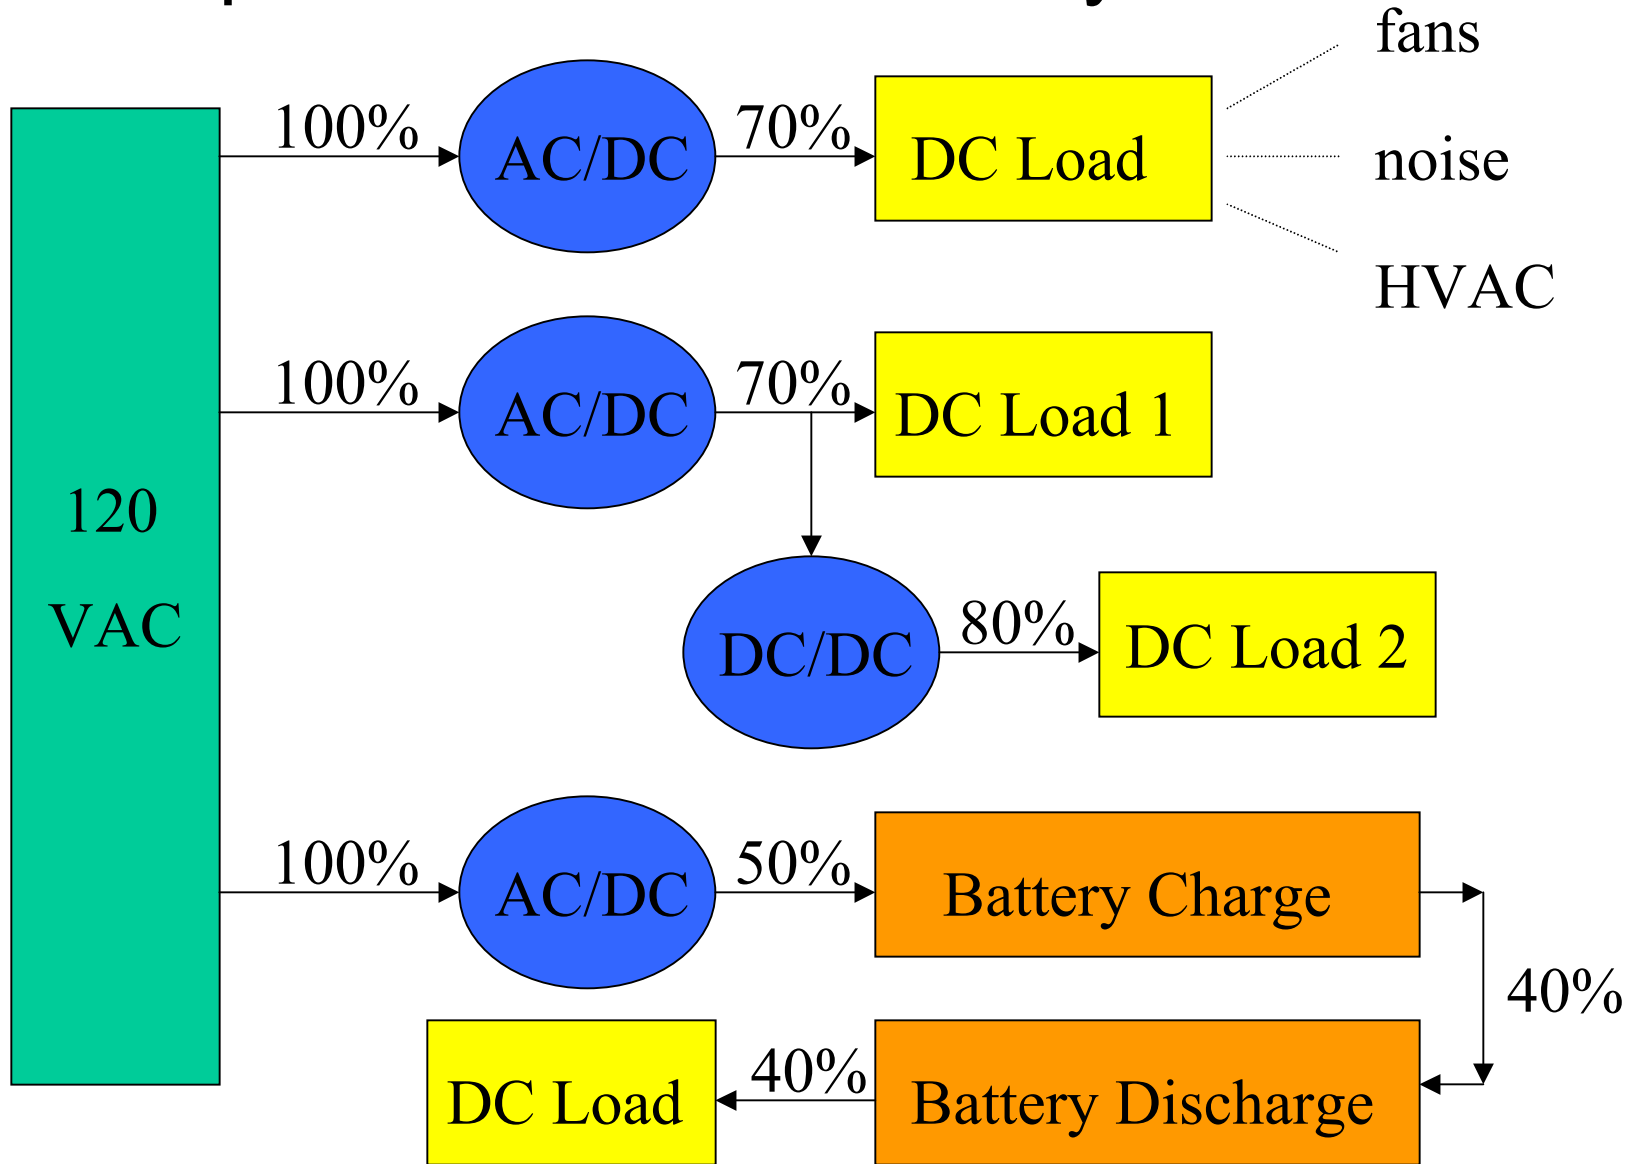 fans
100%
AC/DC
70%
DC Load
noise
HVAC
100%
AC/DC
70%
DC Load 1
120
VAC
DC/DC
80%
DC Load 2
100%
AC/DC
50%
Battery Charge
40%
DC Load
40%
Battery Discharge